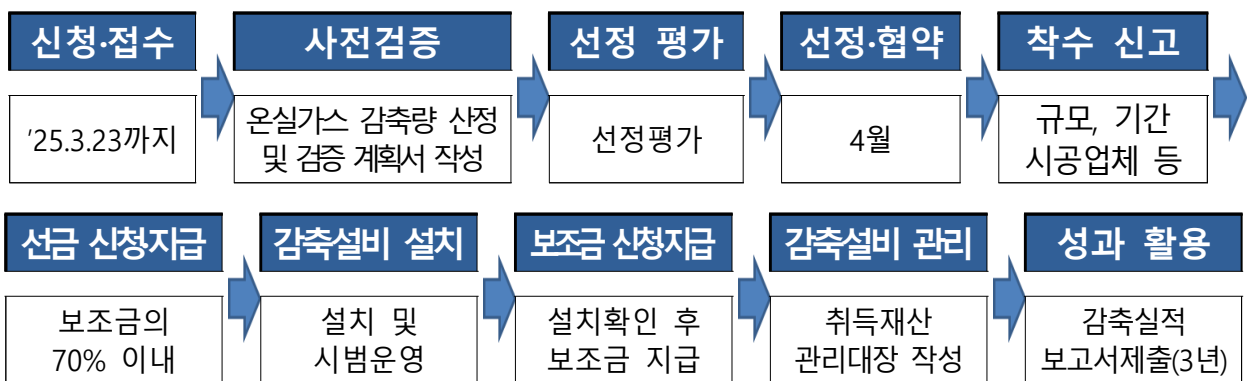 신청·접수
사전검증
선정 평가
선정·협약
착수 신고
'25.3.23까지
온실가스 감축량 산정
및 검증 계획서 작성
선정평가
4월
규모, 기간
시공업체 등
선금 신청·지급
감축설비 설치
보조금 신청·지급
감축설비 관리
성과 활용
보조금의
70% 이내
설치 및
시범운영
설치확인 후
보조금 지급
취득재산
관리대장 작성
감축실적
보고서제출(3년)